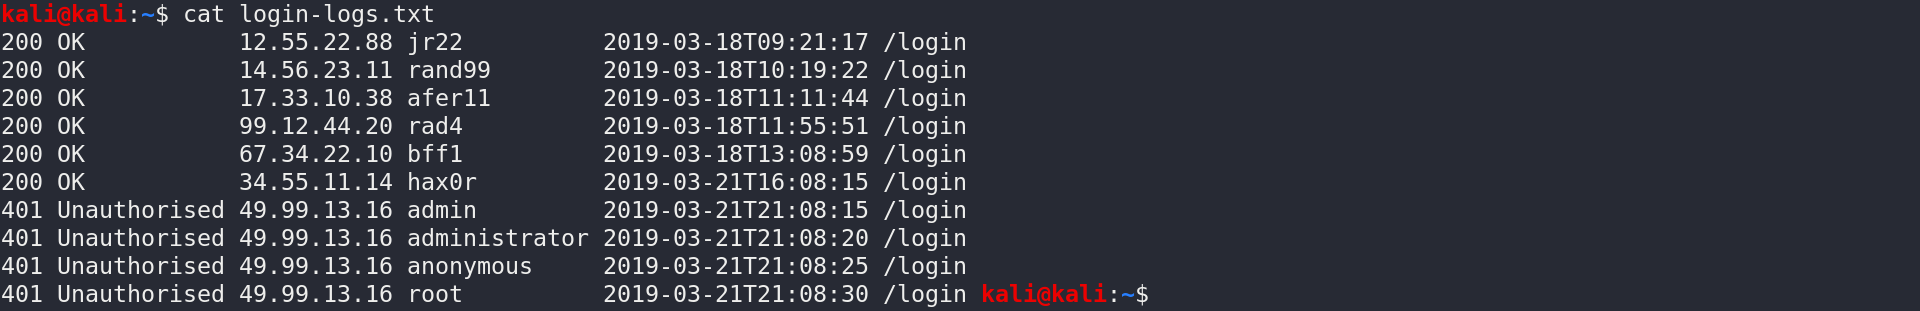 kali@kali:~$ cat login-logs.txt
200 OK           12.55.22.88 jr22          2019-03-18T09:21:17 /login
200 OK           14.56.23.11 rand99        2019-03-18T10:19:22 /login
200 OK           17.33.10.38 afer11        2019-03-18T11:11:44 /login
200 OK           99.12.44.20 rad4          2019-03-18T11:55:51 /login
200 OK           67.34.22.10 bff1          2019-03-18T13:08:59 /login
200 OK           34.55.11.14 hax0r         2019-03-21T16:08:15 /login
401 Unauthorised 49.99.13.16 admin         2019-03-21T21:08:15 /login
401 Unauthorised 49.99.13.16 administrator 2019-03-21T21:08:20 /login
401 Unauthorised 49.99.13.16 anonymous     2019-03-21T21:08:25 /login
401 Unauthorised 49.99.13.16 root          2019-03-21T21:08:30 /login kali@kali:~$